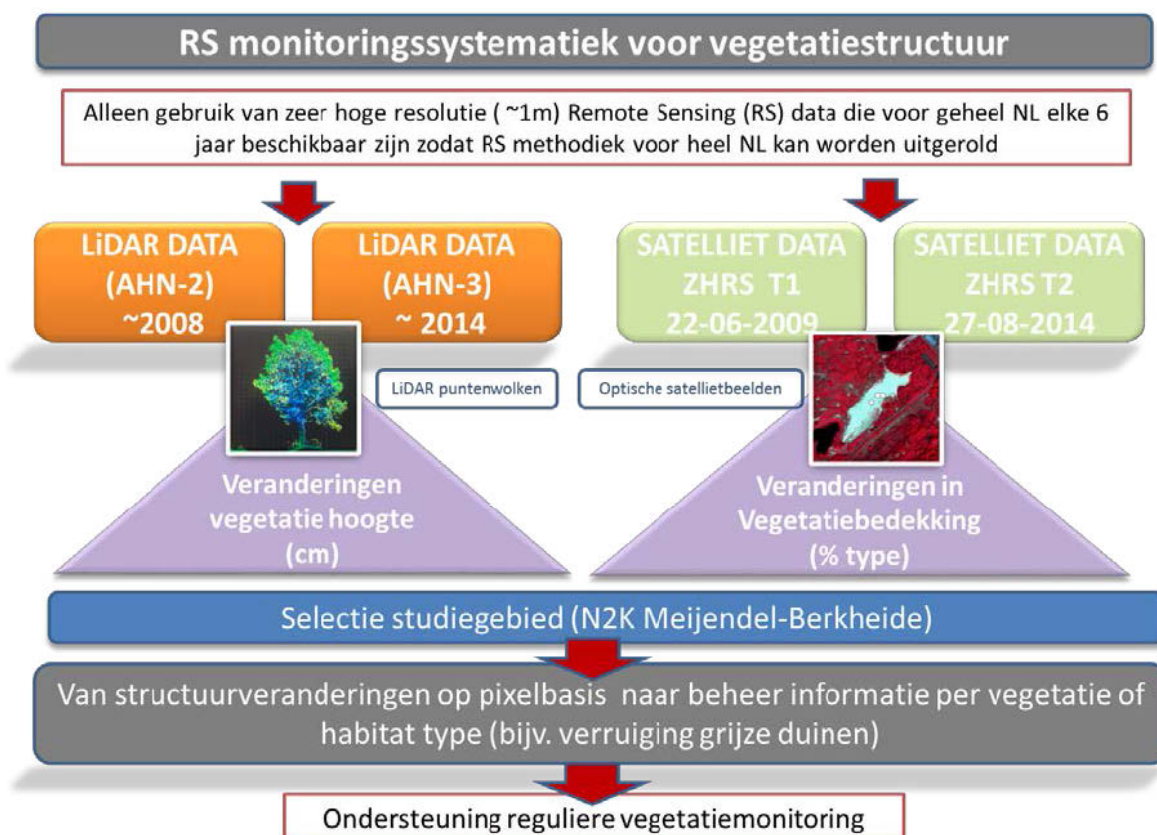 RS monitoringssystematiek voor vegetatiestructuur
Alleen gebruik van zeer hoge resolutie ( ~1m) Remote Sensing (RS) data die voor geheel NL elke 6
jaar beschikbaar zijn zodat RS methodiek voor heel NL kan worden uitgerold
LiDAR DATA
(AHN-2)
~2008
LiDAR DATA
(AHN-3)
~ 2014
SATELLIET DATA
ZHRS T1
22-06-2009
SATELLIET DATA
ZHRS T2
27-08-2014
LiDAR puntenwolken
Optische satellietbeelden
Veranderingen
vegetatie hoogte
(cm)
Veranderingen in
Vegetatiebedekking
(% type)
Selectie studiegebied (N2K Meijendel-Berkheide)
Van structuurveranderingen op pixelbasis naar beheer informatie per vegetatie of
habitat type (bijv. verruiging grijze duinen)
Ondersteuning reguliere vegetatiemonitoring